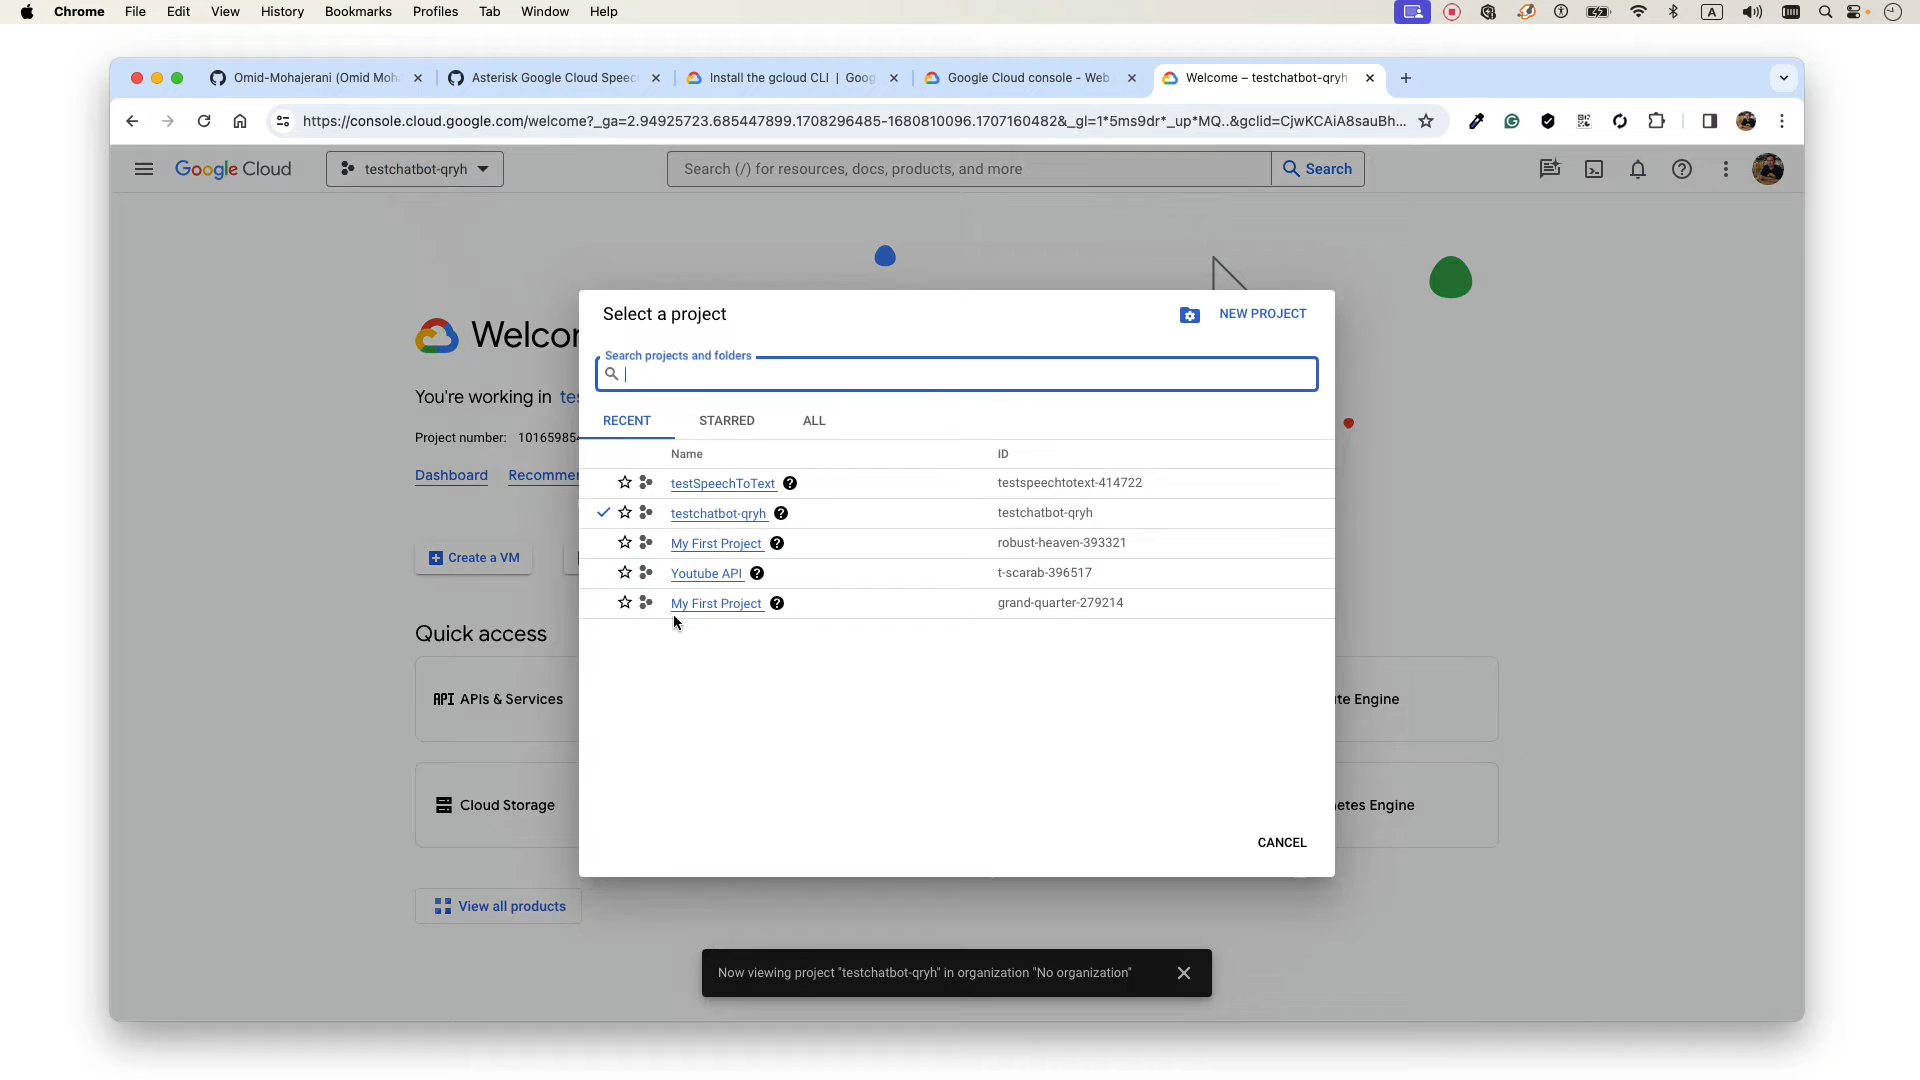 Chrome File Edit View History Bookmarks Profiles Tab Window Help
A
Omid-Mohajerani (Omid Moh
Asterisk Google Cloud Speec
Install the gcloud CLI | Goog
Google Cloud console - Web
Welcome – testchatbot-qryh
https://console.cloud.google.com/welcome?_ga=2.94925723.685447899.1708296485-1680810096.1707160482&_gl=1*5ms9dr*_up*MQ..&gclid=CjwKCAiA8sauBh...
Google Cloud
testchatbot-qryh
Search (/) for resources, docs, products, and more
Search
Welcom
You're working in tes
Project number: 10165985
Dashboard Recommen
Create a VM
Quick access
API APIs & Services
te Engine
Cloud Storage
etes Engine
View all products
Select a project
NEW PROJECT
Search projects and folders
RECENT STARRED ALL
Name ID
testSpeechToText testspeechtotext-414722
testchatbot-qryh testchatbot-qryh
My First Project robust-heaven-393321
Youtube API t-scarab-396517
My First Project grand-quarter-279214
CANCEL
Now viewing project "testchatbot-qryh" in organization "No organization"